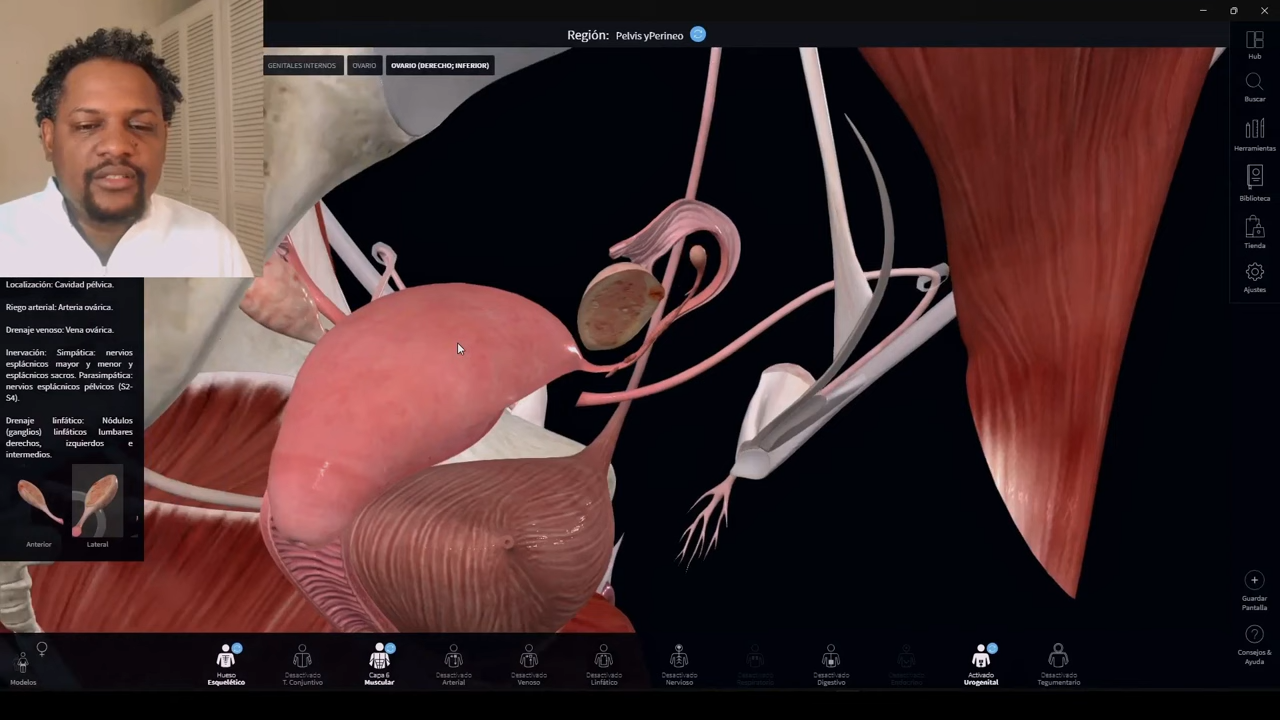 Región: Pelvis yPerineo
GENITALES INTERNOS
OVARIO
OVARIO (DERECHO; INFERIOR)
Localización: Cavidad pélvica.
Riego arterial: Arteria ovárica.
Drenaje venoso: Vena ovárica.
Inervación: Simpática: nervios
esplácnicos mayor y menor y
esplácnicos sacros. Parasimpática:
nervios esplácnicos pélvicos (S2-
S4).
Drenaje linfático: Nódulos
(ganglios) linfáticos lumbares
derechos, izquierdos e
intermedios.
Anterior
Lateral
Hub
Buscar
Herramientas
Biblioteca
Tienda
Ajustes
Guardar
Pantalla
Consejos &
Ayuda
Modelos
Hueso
Esquelético
Desactivado
T. Conjuntivo
Capa 6
Muscular
Desactivado
Arterial
Desactivado
Venoso
Desactivado
Linfático
Desactivado
Nervioso
Desactivado
Digestivo
Activado
Urogenital
Desactivado
Tegumentario